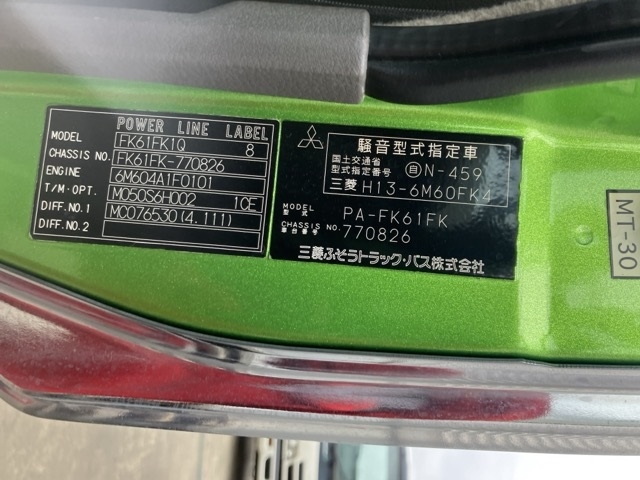 POWER LINE LABEL
MODEL FK61FK1Q 8
CHASSIS NO. FK61FK-770826
ENGINE 6M604A1F0101
T/M・OPT. M050S6H002 1CE
DIFF.NO.1 MC076530(4.111)
DIFF.NO.2
騒音型式指定車
国土交通省
型式指定番号 自N-459
三菱 H13-6M60FK4
MODEL
型式 PA-FK61FK
CHASSIS NO.
車台番号 770826
三菱ふそうトラック・バス株式会社
MT-30